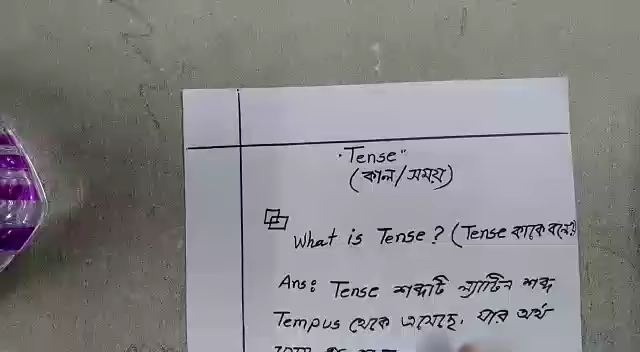 "Tense"
(কাল/সময়)
What is Tense? (Tense কাকে বলে?)
Ans: Tense শব্দটি ল্যাটিন শব্দ
Tempus থেকে এসেছে, যার অর্থ